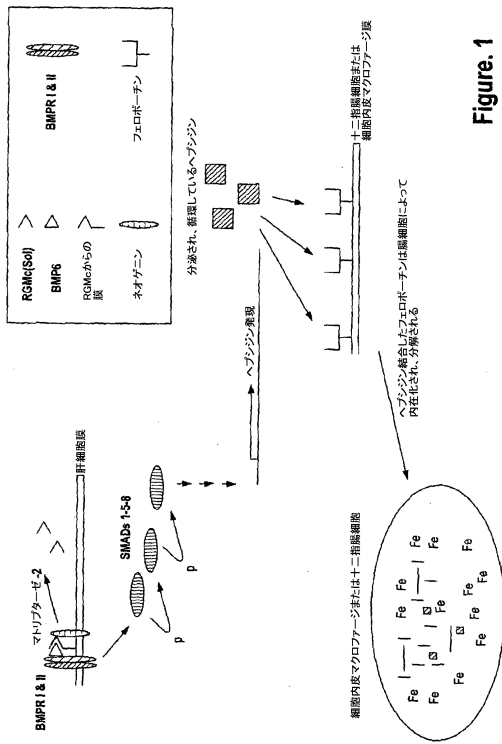 RGMc(Sol)
BMP6
RGMcからの
膜
ネオゲニン
BMPR I & II
フェロポーチン
BMPR I & II
マトリプターゼ-2
肝細胞膜
SMADs 1-5-8
p
p
ヘプシジン発現
分泌され、循環しているヘプシジン
十二指腸細胞または
細胞内皮マクロファージ膜
ヘプシジン結合したフェロポーチンは腸細胞によって
内在化され、分解される
細胞内皮マクロファージまたは十二指腸細胞
Fe
Fe
Fe
Fe
Fe
Fe
Fe
Fe
Fe
Fe
Fe
Fe
Fe
Figure. 1